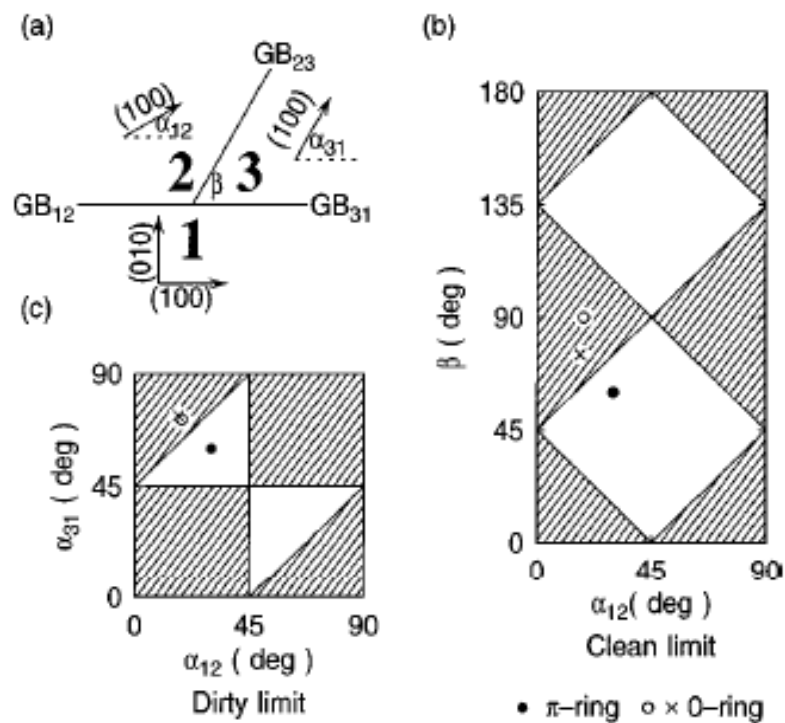 (a)
GB23
(100)
α12
(100)
α31
2
3
β
GB12
GB31
1
(010)
(100)
(b)
180
135
90
45
0
β ( deg )
0
45
90
α12( deg )
Clean limit
(c)
90
45
0
α31 ( deg )
0
45
90
α12 ( deg )
Dirty limit
• π–ring ○ × 0–ring